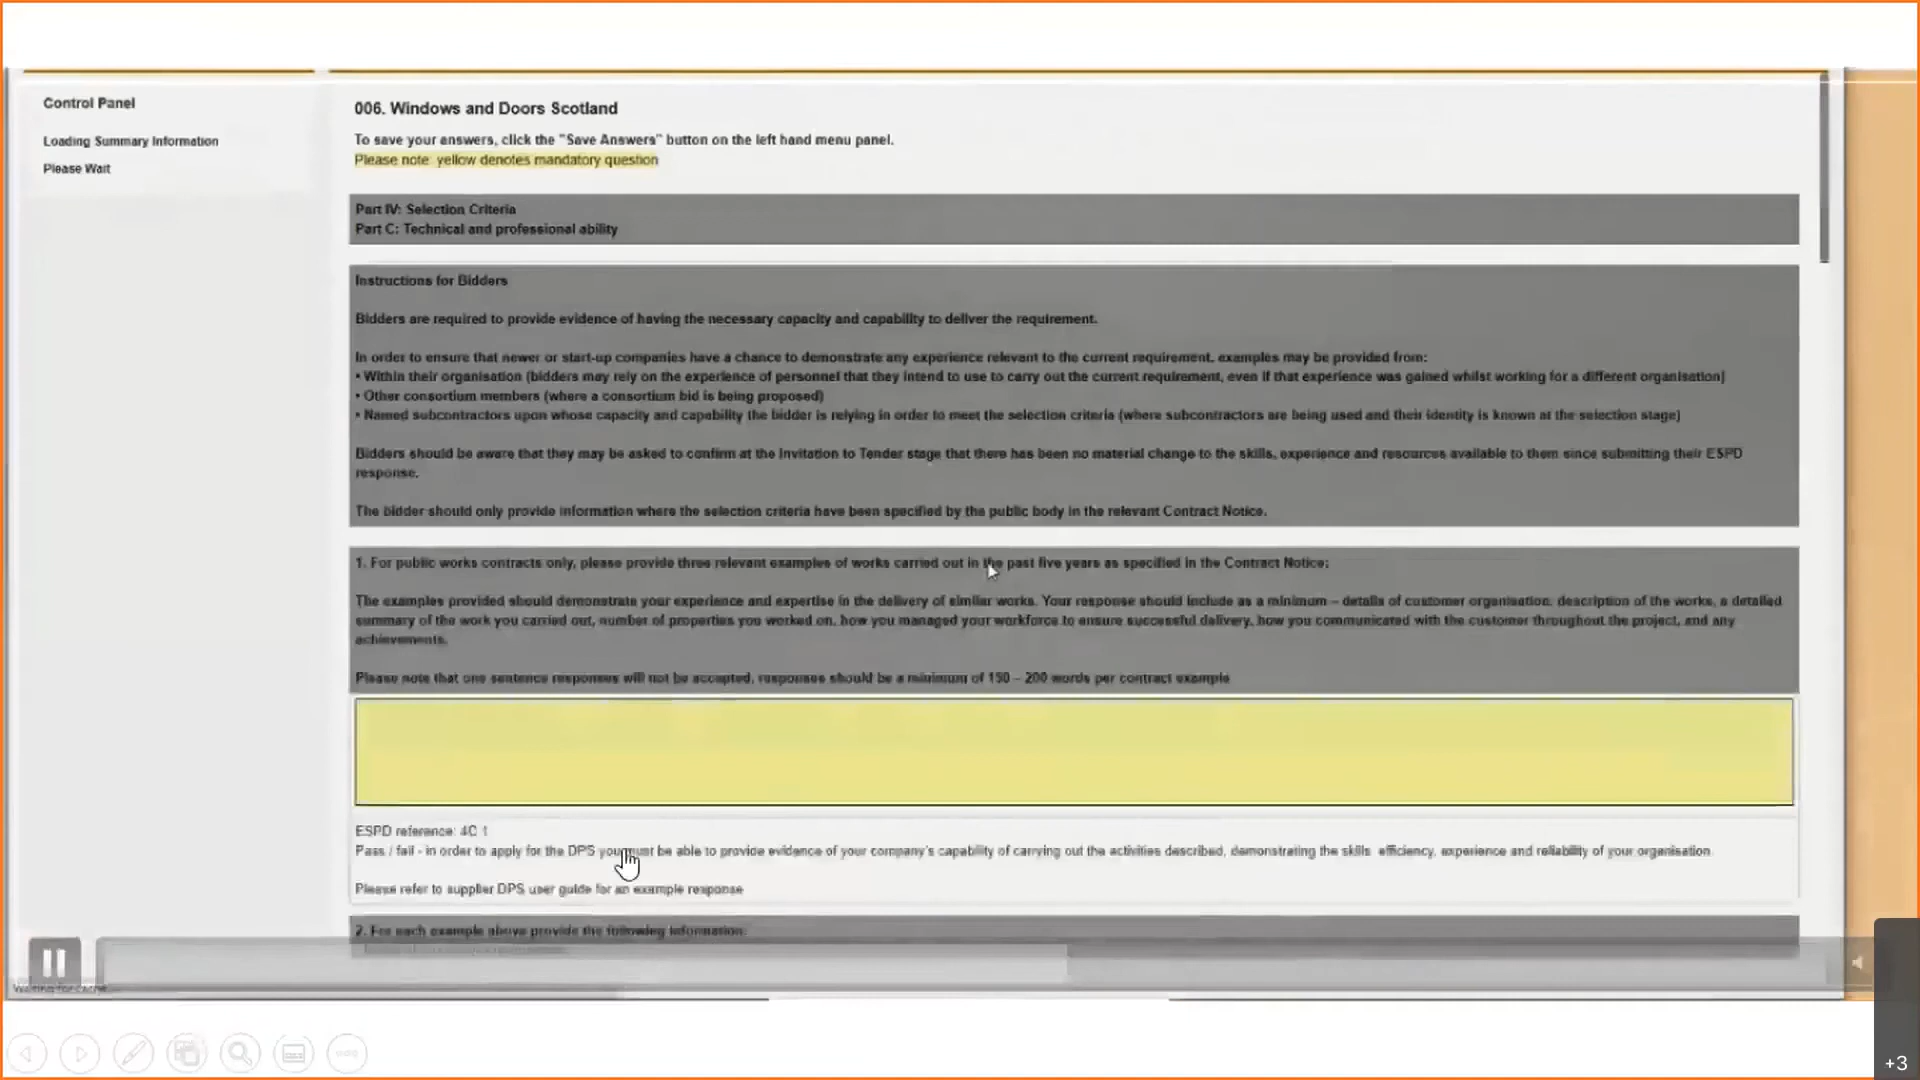 Control Panel
Loading Summary Information
Please Wait
006. Windows and Doors Scotland
To save your answers, click the "Save Answers" button on the left hand menu panel.
Please note: yellow denotes mandatory question
Part IV: Selection Criteria
Part C: Technical and professional ability
Instructions for Bidders
Bidders are required to provide evidence of having the necessary capacity and capability to deliver the requirement.
In order to ensure that newer or start-up companies have a chance to demonstrate any experience relevant to the current requirement, examples may be provided from:
• Within their organisation (bidders may rely on the experience of personnel that they intend to use to carry out the current requirement, even if that experience was gained whilst working for a different organisation)
• Other consortium members (where a consortium bid is being proposed)
• Named subcontractors upon whose capacity and capability the bidder is relying in order to meet the selection criteria (where subcontractors are being used and their identity is known at the selection stage)
Bidders should be aware that they may be asked to confirm at the Invitation to Tender stage that there has been no material change to the skills, experience and resources available to them since submitting their ESPD
response.
The bidder should only provide information where the selection criteria have been specified by the public body in the relevant Contract Notice.
1. For public works contracts only, please provide three relevant examples of works carried out in the past five years as specified in the Contract Notice:
The examples provided should demonstrate your experience and expertise in the delivery of similar works. Your response should include as a minimum – details of customer organisation, description of the works, a detailed
summary of the work you carried out, number of properties you worked on, how you managed your workforce to ensure successful delivery, how you communicated with the customer throughout the project, and any
achievements.
Please note that one sentence responses will not be accepted, responses should be a minimum of 150 – 200 words per contract example
ESPD reference: 4C 1
Pass / fail - in order to apply for the DPS you must be able to provide evidence of your company's capability of carrying out the activities described, demonstrating the skills, efficiency, experience and reliability of your organisation
Please refer to supplier DPS user guide for an example response
2. For each example above provide the following information:
Waiting for cache...
+3